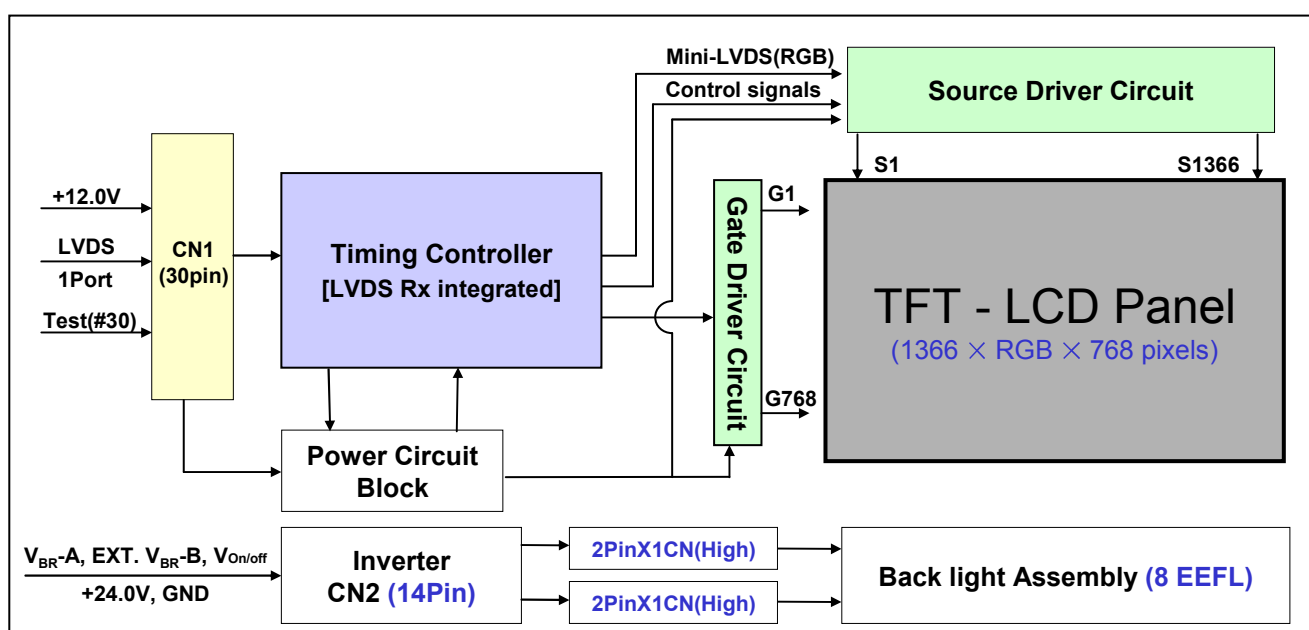 Mini-LVDS(RGB)
Control signals
Source Driver Circuit
S1
S1366
+12.0V
LVDS
1Port
Test(#30)
CN1
(30pin)
Timing Controller
[LVDS Rx integrated]
G1
Gate Driver Circuit
G768
TFT - LCD Panel
(1366 × RGB × 768 pixels)
Power Circuit
Block
VBR-A, EXT. VBR-B, VOn/off
+24.0V, GND
Inverter
CN2 (14Pin)
2PinX1CN(High)
2PinX1CN(High)
Back light Assembly (8 EEFL)